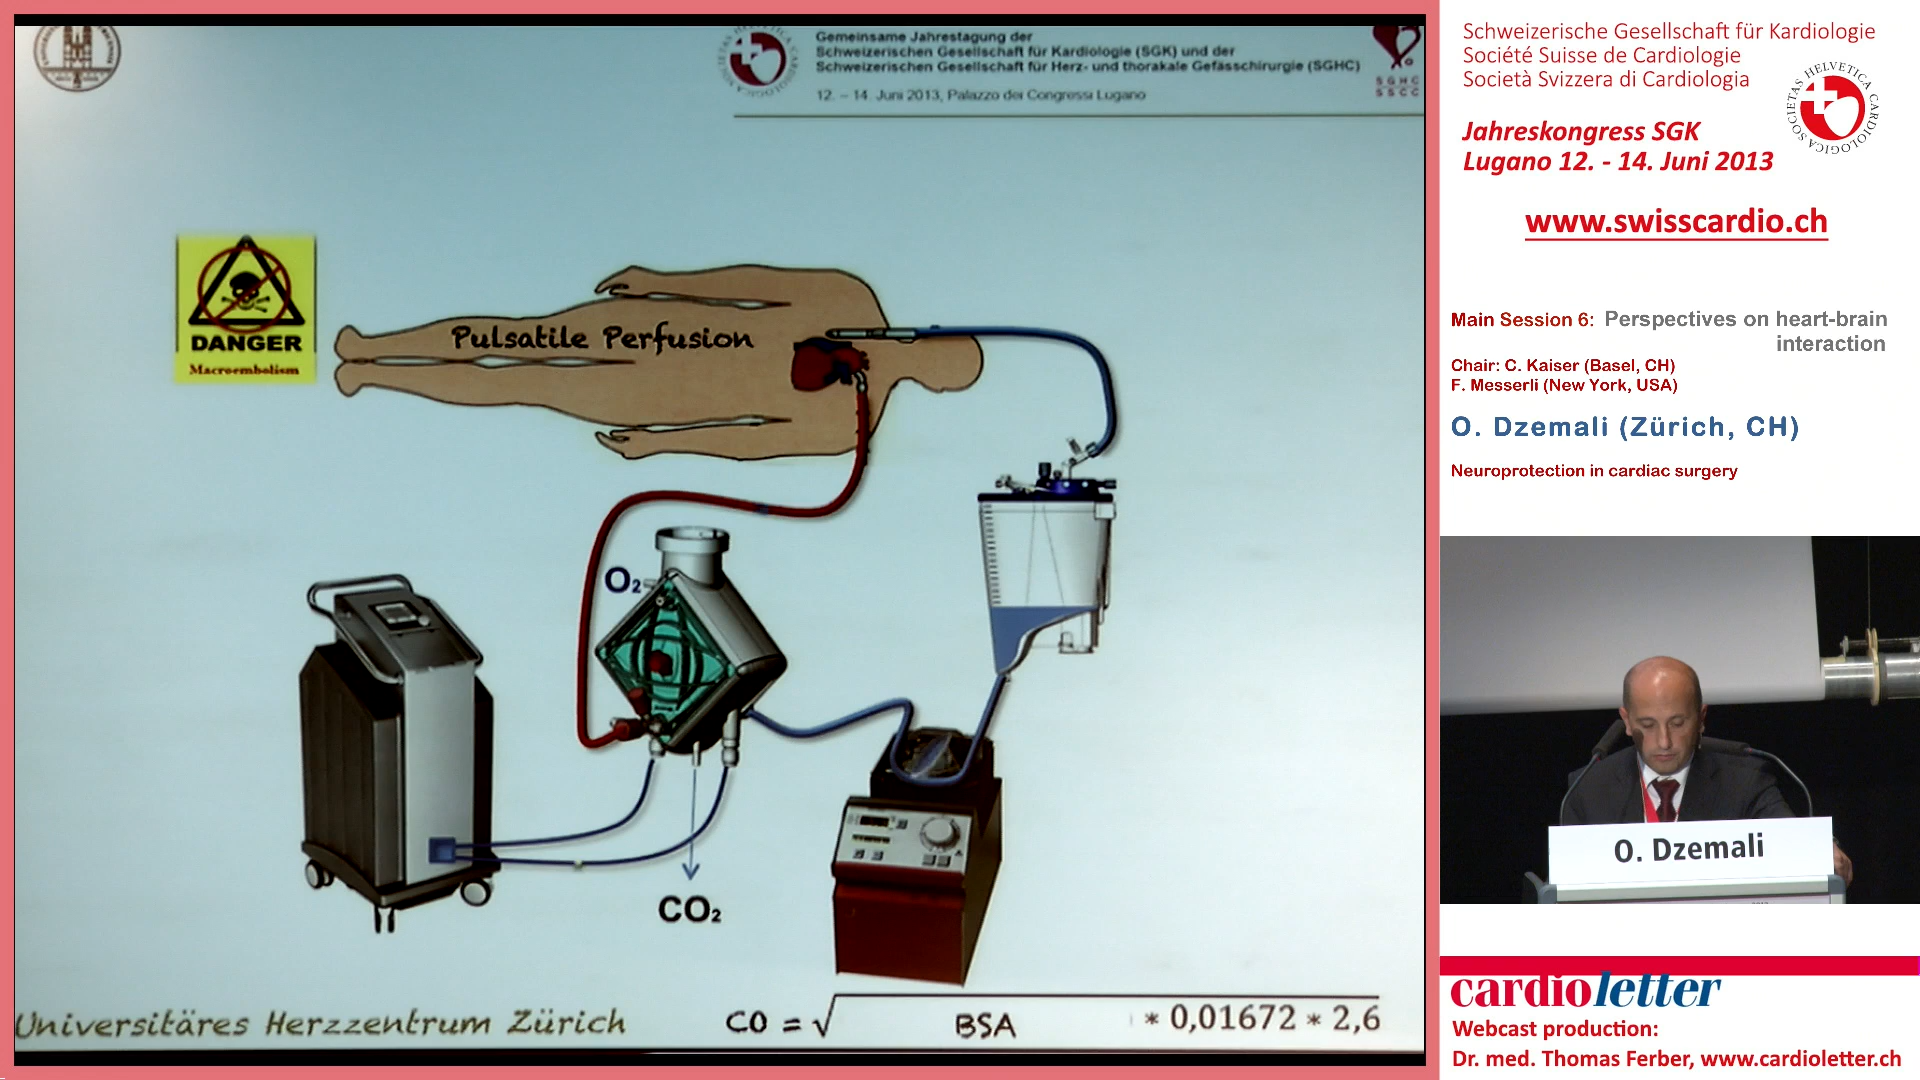 Gemeinsame Jahrestagung der
Schweizerischen Gesellschaft für Kardiologie (SGK) und der
Schweizerischen Gesellschaft für Herz- und thorakale Gefässchirurgie (SGHC)
12. – 14. Juni 2013, Palazzo dei Congressi Lugano
SGHC
SSCC
DANGER
Macroembolism
Pulsatile Perfusion
O₂
CO₂
Universitäres Herzzentrum Zürich
CO = √ BSA * 0,01672 * 2,6
Schweizerische Gesellschaft für Kardiologie
Société Suisse de Cardiologie
Società Svizzera di Cardiologia
SOCIETAS HELVETICA CARDIOLOGICA
Jahreskongress SGK
Lugano 12. - 14. Juni 2013
www.swisscardio.ch
Main Session 6: Perspectives on heart-brain
interaction
Chair: C. Kaiser (Basel, CH)
F. Messerli (New York, USA)
O. Dzemali (Zürich, CH)
Neuroprotection in cardiac surgery
O. Dzemali
cardioletter
Webcast production:
Dr. med. Thomas Ferber, www.cardioletter.ch